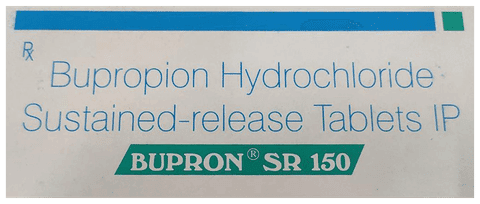 Rx
Bupropion Hydrochloride
Sustained-release Tablets IP
BUPRON® SR 150